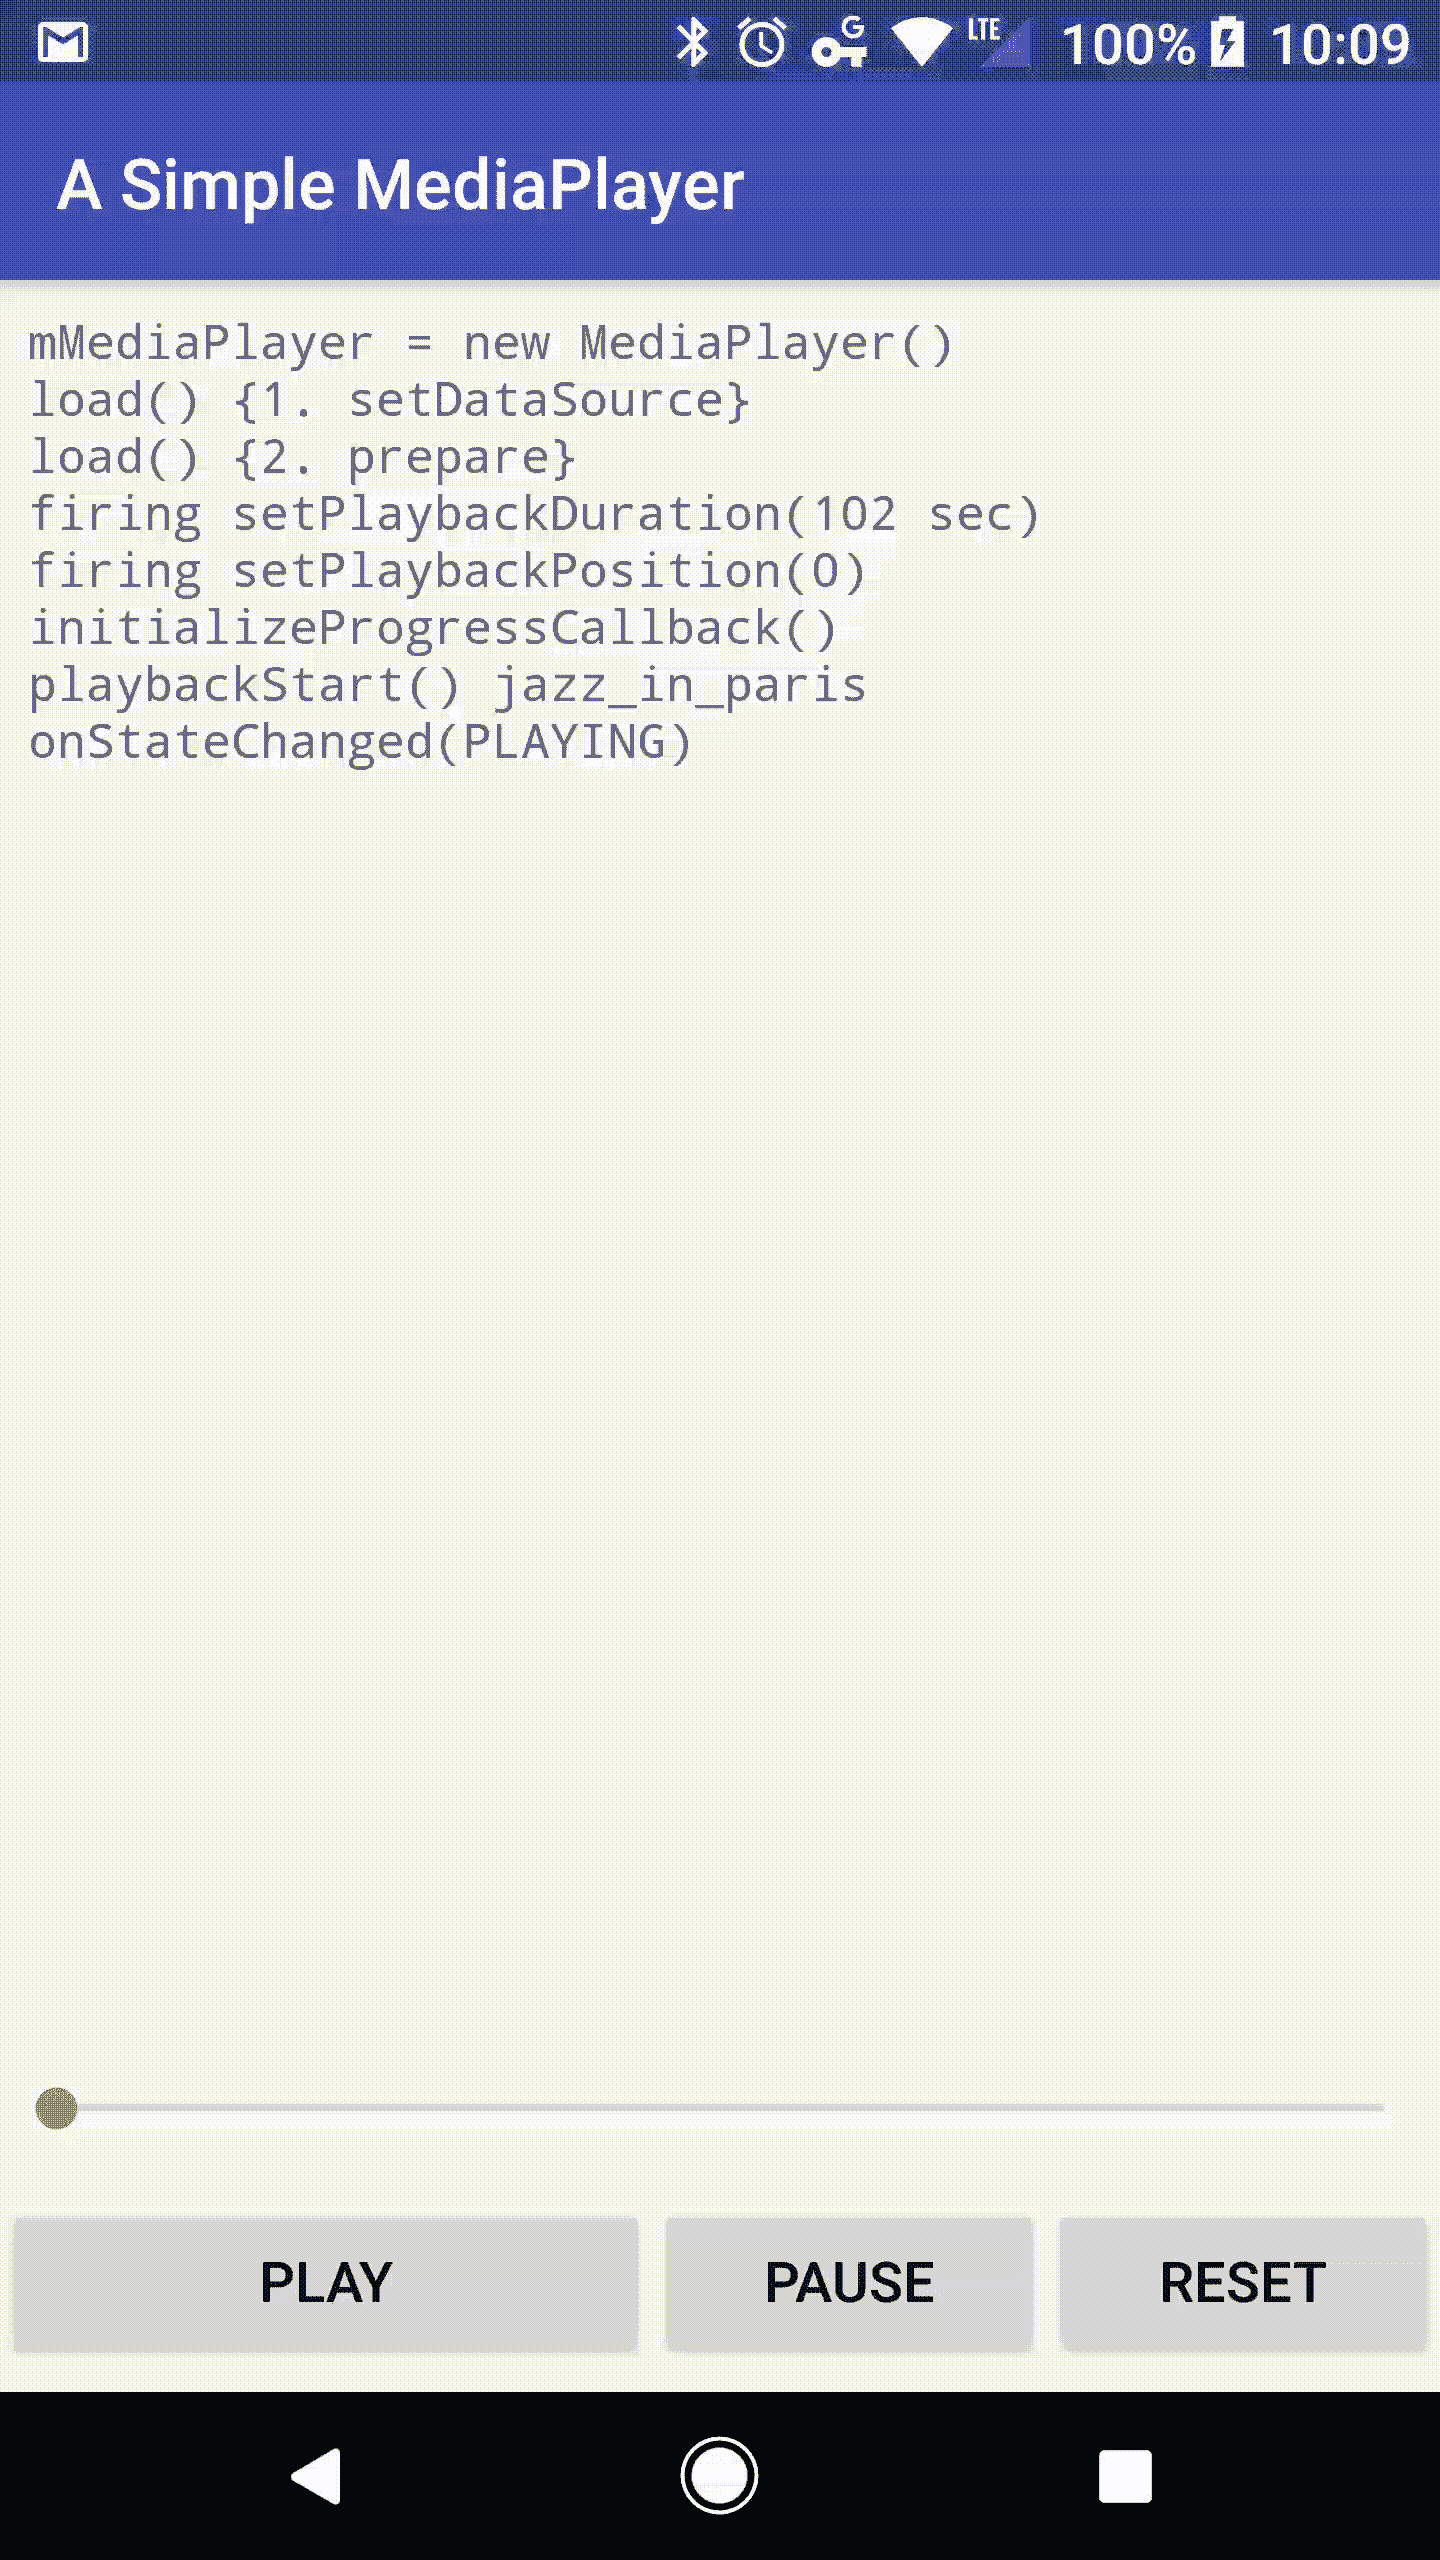 G LTE 100% 10:09
A Simple MediaPlayer
mMediaPlayer = new MediaPlayer()
load() {1. setDataSource}
load() {2. prepare}
firing setPlaybackDuration(102 sec)
firing setPlaybackPosition(0)
initializeProgressCallback()
playbackStart() jazz_in_paris
onStateChanged(PLAYING)
PLAY PAUSE RESET